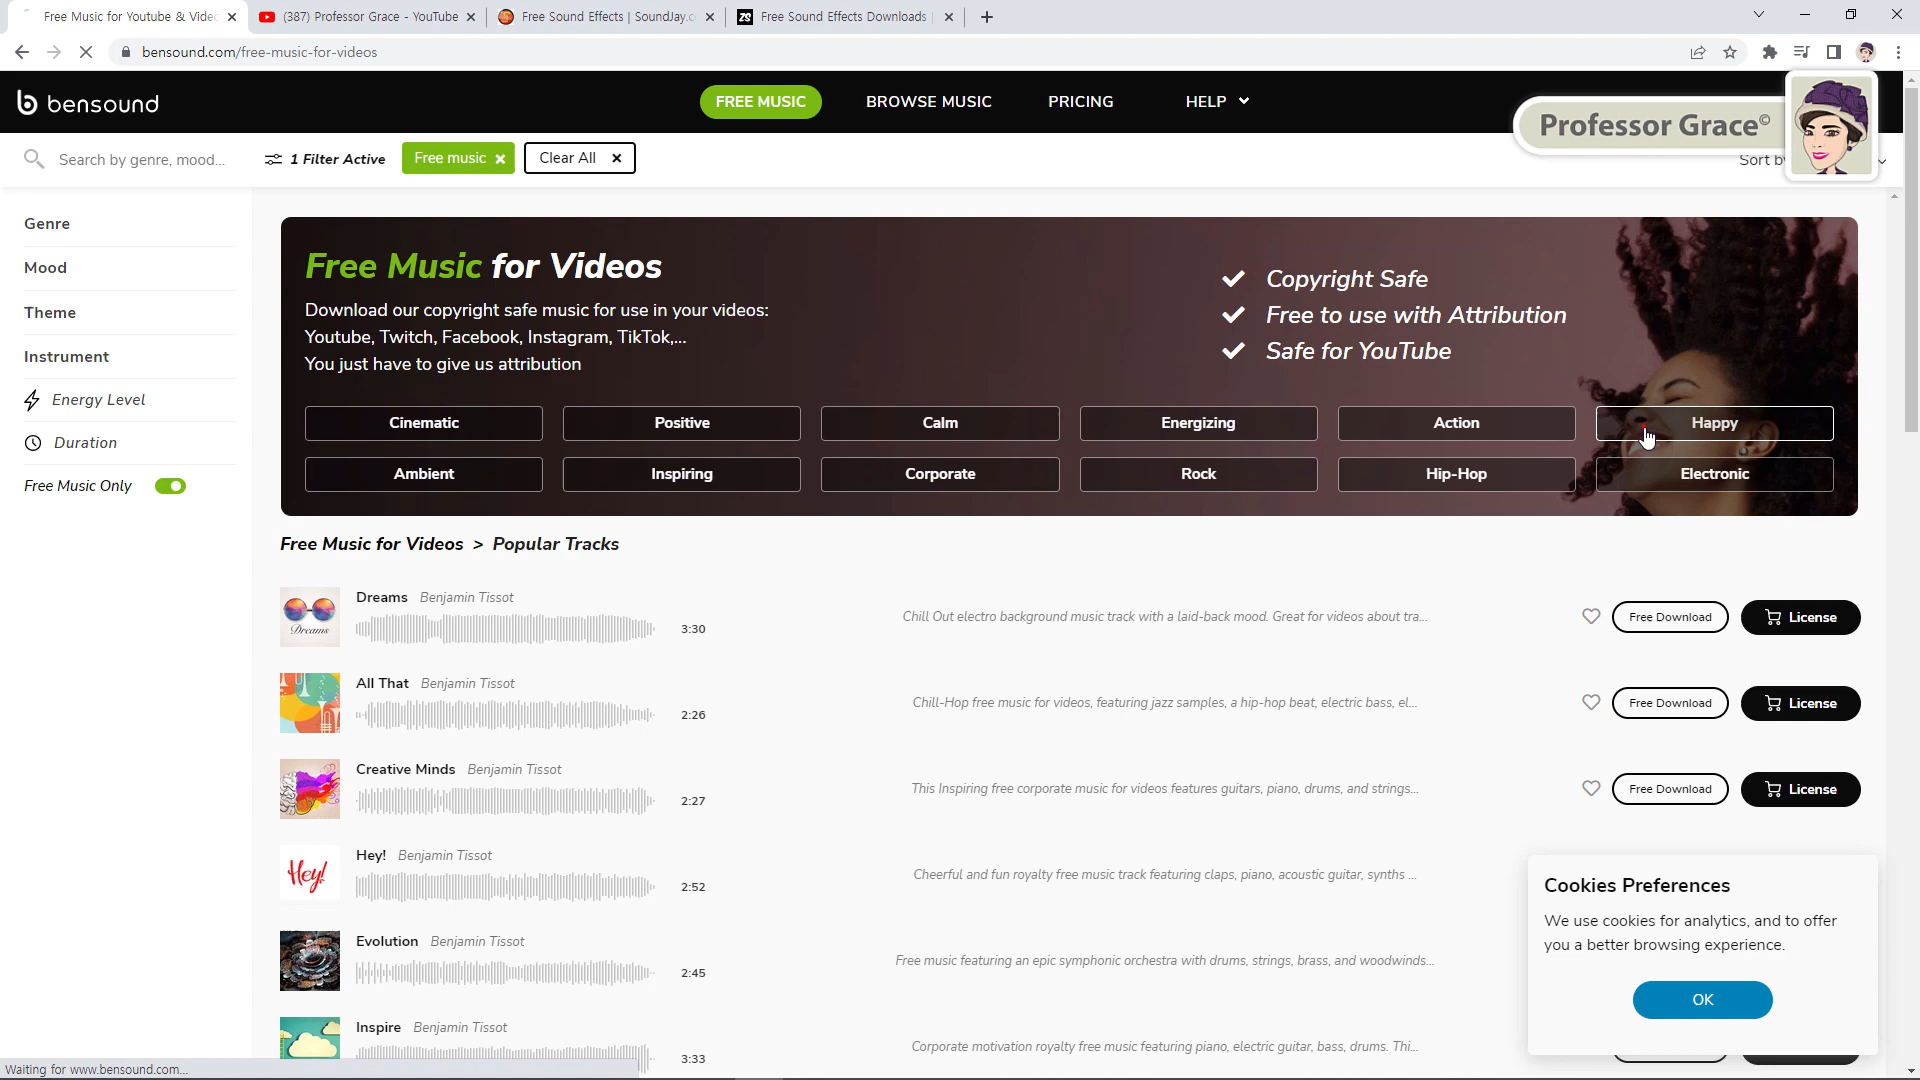 Free Music for Youtube & Vide
(387) Professor Grace - YouTube
Free Sound Effects | SoundJay.c
ZS
Free Sound Effects Downloads
bensound.com/free-music-for-videos
bensound
FREE MUSIC
BROWSE MUSIC
PRICING
HELP
Professor Grace©
Search by genre, mood...
1 Filter Active
Free music ×
Clear All ×
Sort by
Genre
Mood
Theme
Instrument
Energy Level
Duration
Free Music Only
Free Music for Videos
Download our copyright safe music for use in your videos:
Youtube, Twitch, Facebook, Instagram, TikTok,...
You just have to give us attribution
Copyright Safe
Free to use with Attribution
Safe for YouTube
Cinematic
Positive
Calm
Energizing
Action
Happy
Ambient
Inspiring
Corporate
Rock
Hip-Hop
Electronic
Free Music for Videos > Popular Tracks
Dreams
Dreams Benjamin Tissot
3:30
Chill Out electro background music track with a laid-back mood. Great for videos about tra...
Free Download
License
All That Benjamin Tissot
2:26
Chill-Hop free music for videos, featuring jazz samples, a hip-hop beat, electric bass, el...
Free Download
License
Creative Minds Benjamin Tissot
2:27
This Inspiring free corporate music for videos features guitars, piano, drums, and strings...
Free Download
License
Hey!
Hey! Benjamin Tissot
2:52
Cheerful and fun royalty free music track featuring claps, piano, acoustic guitar, synths ...
Evolution Benjamin Tissot
2:45
Free music featuring an epic symphonic orchestra with drums, strings, brass, and woodwinds...
Inspire Benjamin Tissot
3:33
Corporate motivation royalty free music featuring piano, electric guitar, bass, drums. Thi...
Cookies Preferences
We use cookies for analytics, and to offer
you a better browsing experience.
OK
Waiting for www.bensound.com...